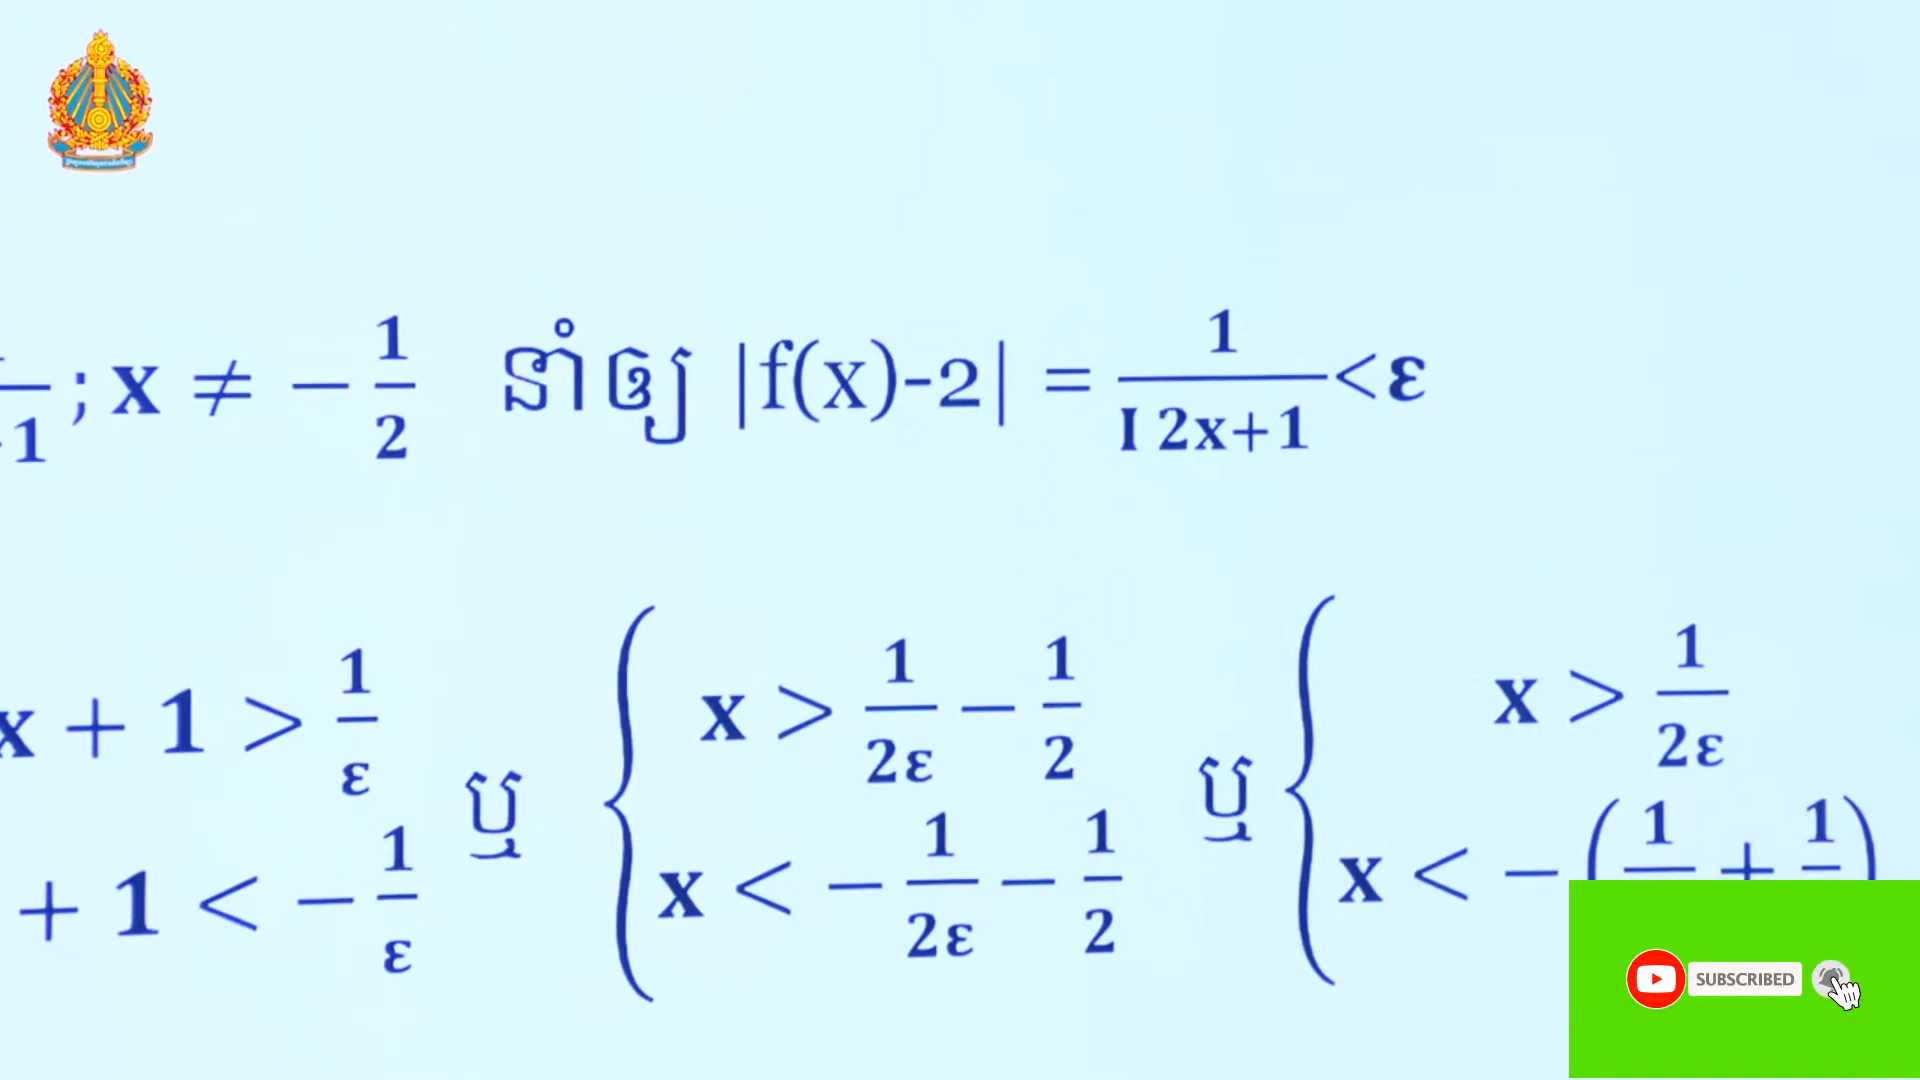 ; x ≠ − 1/2 នាំឲ្យ |f(x)-2| = 1/(I 2x+1) <ε
x + 1 > 1/ε
+ 1 < − 1/ε
ឬ
{ x > 1/2ε − 1/2
x < − 1/2ε − 1/2
ឬ
{ x > 1/2ε
x < − (
SUBSCRIBED